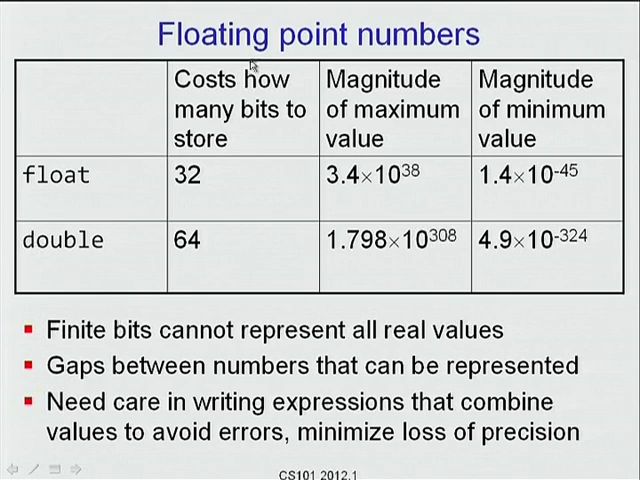 Floating point numbers
Costs how many bits to store
Magnitude of maximum value
Magnitude of minimum value
float
32
3.4×10³⁸
1.4×10⁻⁴⁵
double
64
1.798×10³⁰⁸
4.9×10⁻³²⁴
Finite bits cannot represent all real values
Gaps between numbers that can be represented
Need care in writing expressions that combine
values to avoid errors, minimize loss of precision
CS101 2012.1